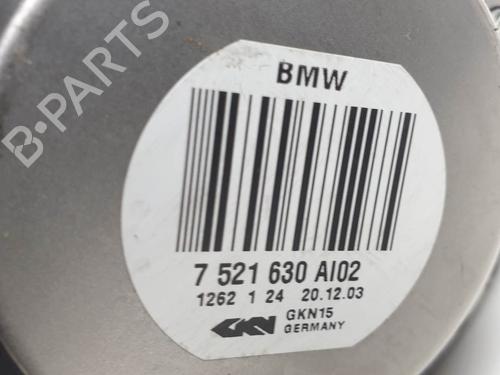 BMW
7 521 630 AI02
1262 1 24 20.12.03
GKN GKN15
GERMANY
B-PARTS